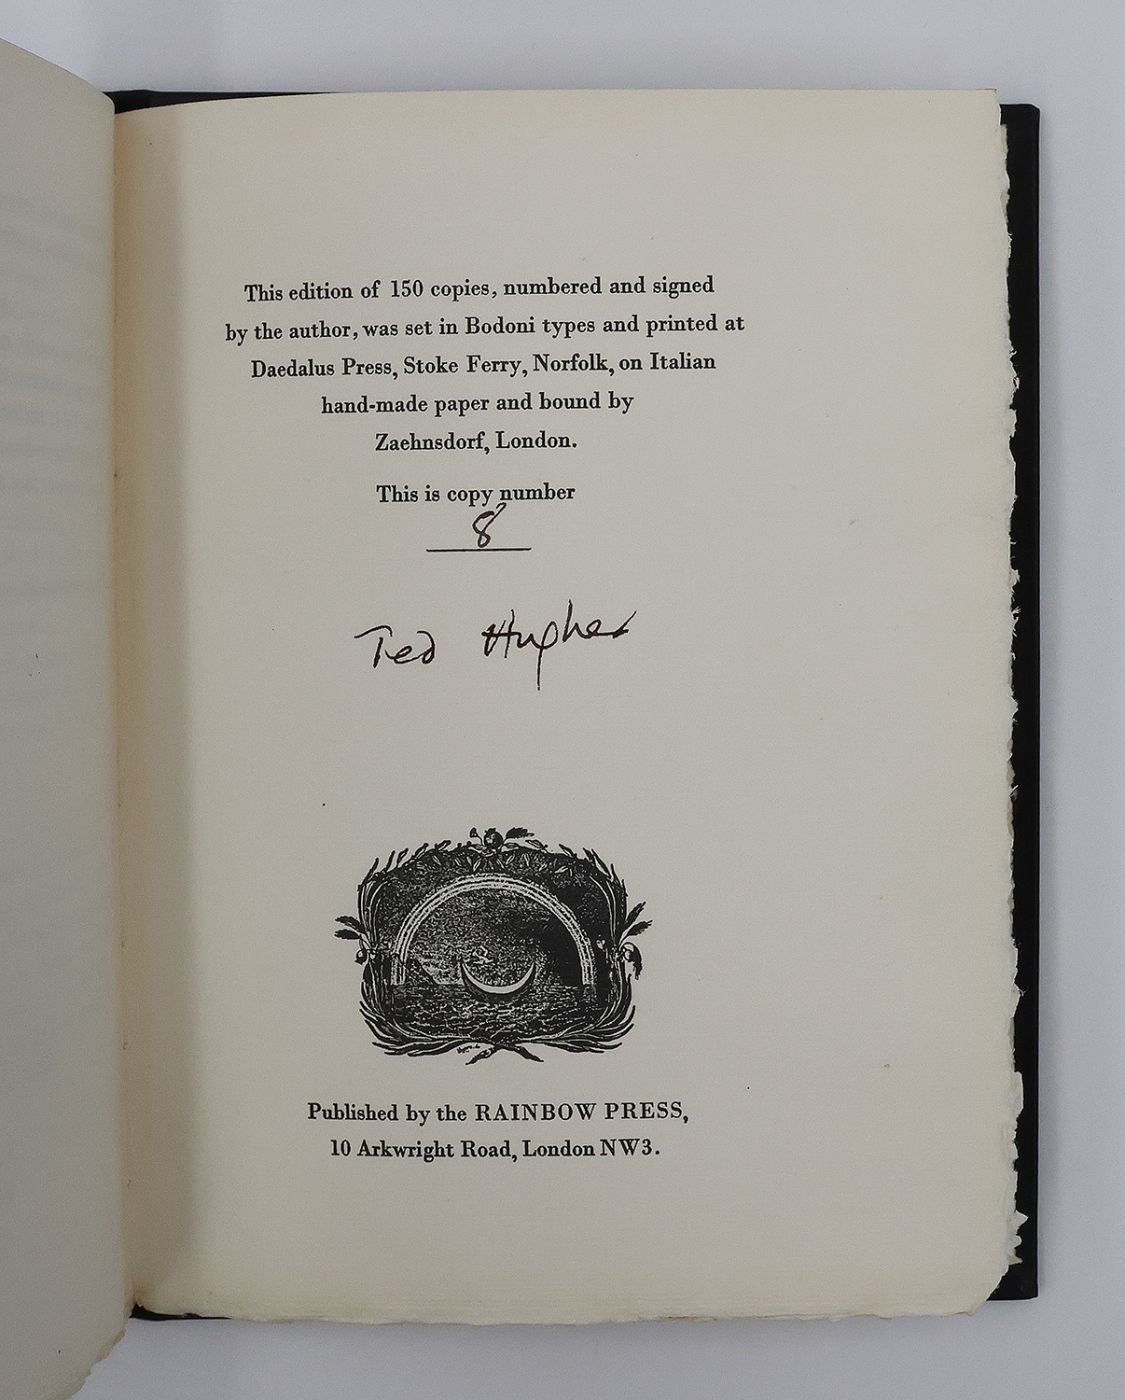 This edition of 150 copies, numbered and signed
by the author, was set in Bodoni types and printed at
Daedalus Press, Stoke Ferry, Norfolk, on Italian
hand-made paper and bound by
Zaehnsdorf, London.
This is copy number
8
Ted Hughes
Published by the RAINBOW PRESS,
10 Arkwright Road, London NW3.